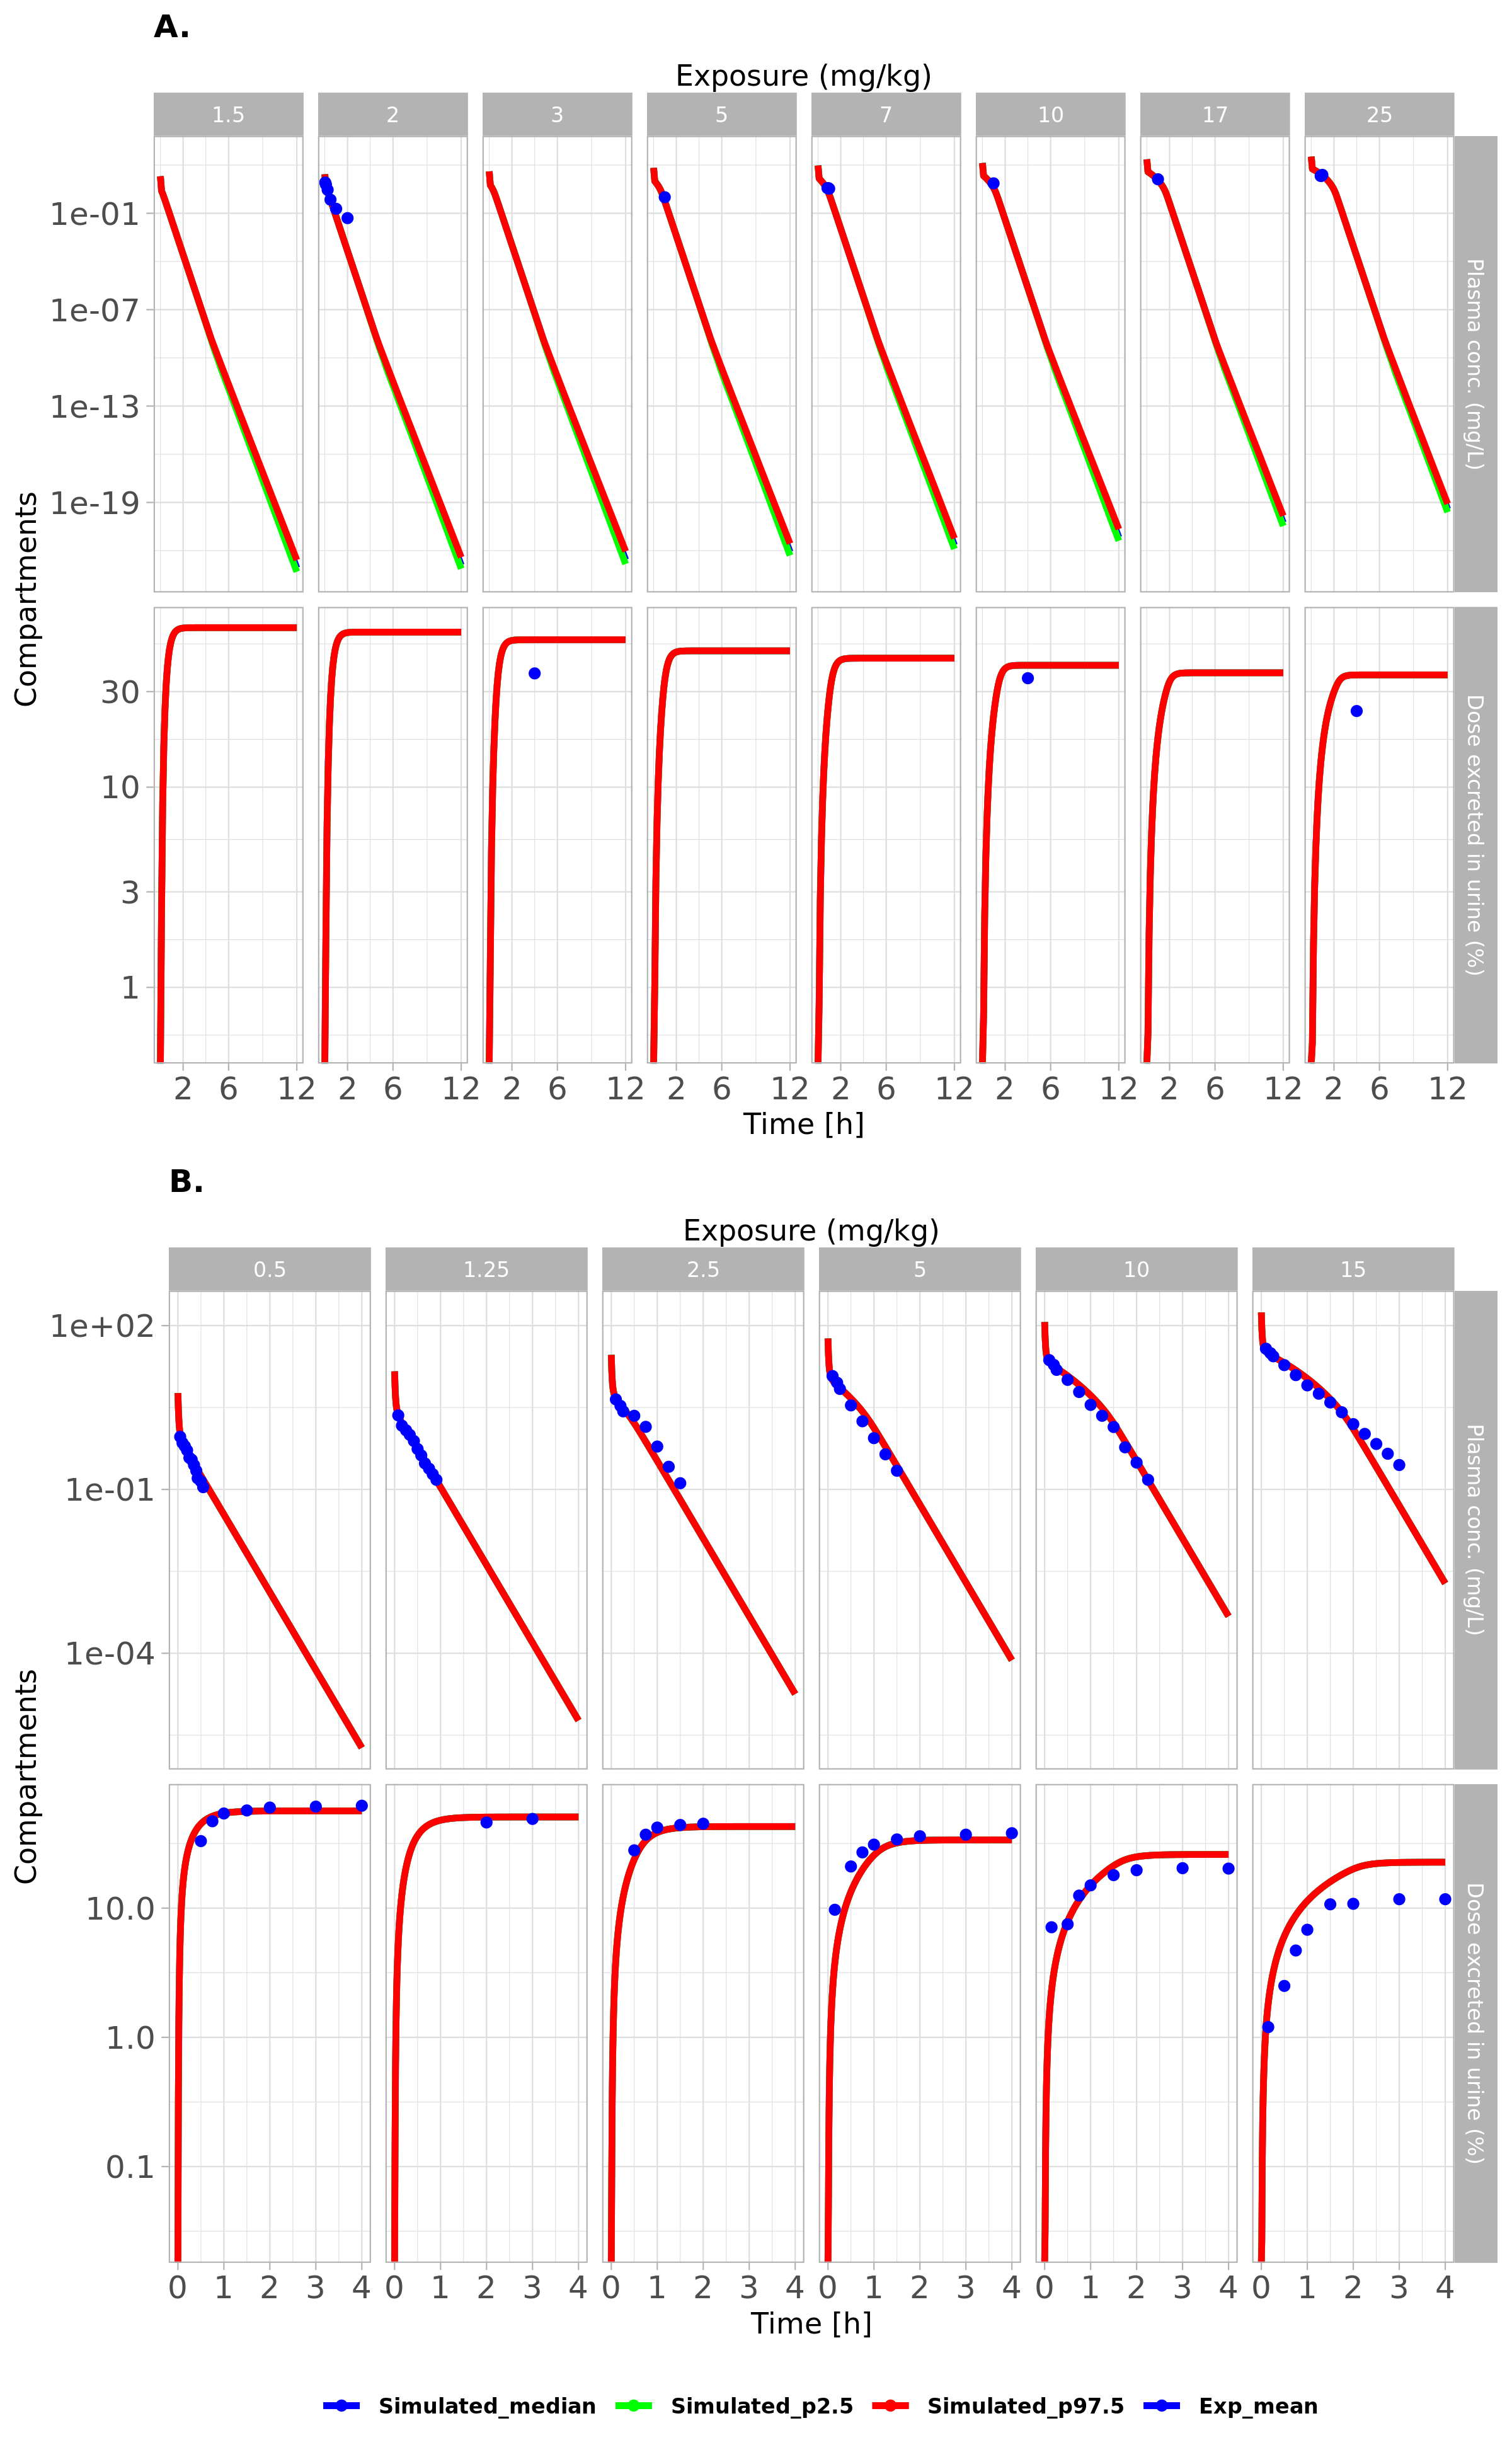 A.
Exposure (mg/kg)
1.5 2 3 5 7 10 17 25
1e-01
1e-07
1e-13
1e-19
Plasma conc. (mg/L)
Compartments
30
10
3
1
Dose excreted in urine (%)
2 6 12 2 6 12 2 6 12 2 6 12 2 6 12 2 6 12 2 6 12 2 6 12
Time [h]
B.
Exposure (mg/kg)
0.5 1.25 2.5 5 10 15
1e+02
1e-01
1e-04
Plasma conc. (mg/L)
Compartments
10.0
1.0
0.1
Dose excreted in urine (%)
0 1 2 3 4 0 1 2 3 4 0 1 2 3 4 0 1 2 3 4 0 1 2 3 4 0 1 2 3 4
Time [h]
Simulated_median Simulated_p2.5 Simulated_p97.5 Exp_mean